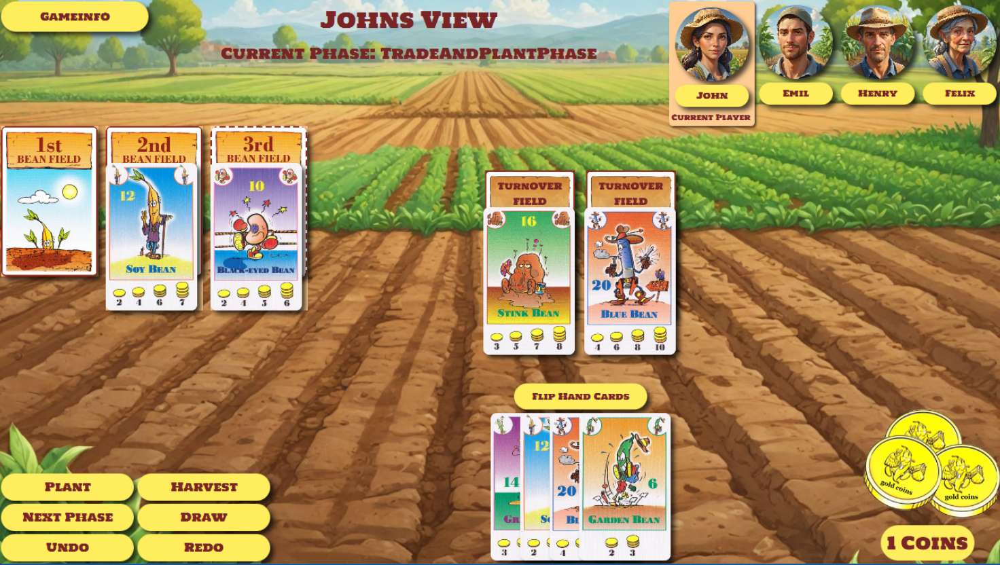 GAMEINFO
JOHNS VIEW
CURRENT PHASE: TRADEANDPLANTPHASE
JOHN
EMIL
HENRY
FELIX
CURRENT PLAYER
1st
BEAN FIELD
2nd
BEAN FIELD
12
SOY BEAN
2 4 6 7
3rd
BEAN FIELD
10
BLACK-EYED BEAN
2 4 5 6
TURNOVER
FIELD
16
STINK BEAN
3 5 7 8
TURNOVER
FIELD
20
BLUE BEAN
4 6 8 10
FLIP HAND CARDS
14
GR
3
12
SO
2
20
BL
4
6
GARDEN BEAN
2 3
gold coins
gold coins
1 COINS
PLANT
HARVEST
NEXT PHASE
DRAW
UNDO
REDO